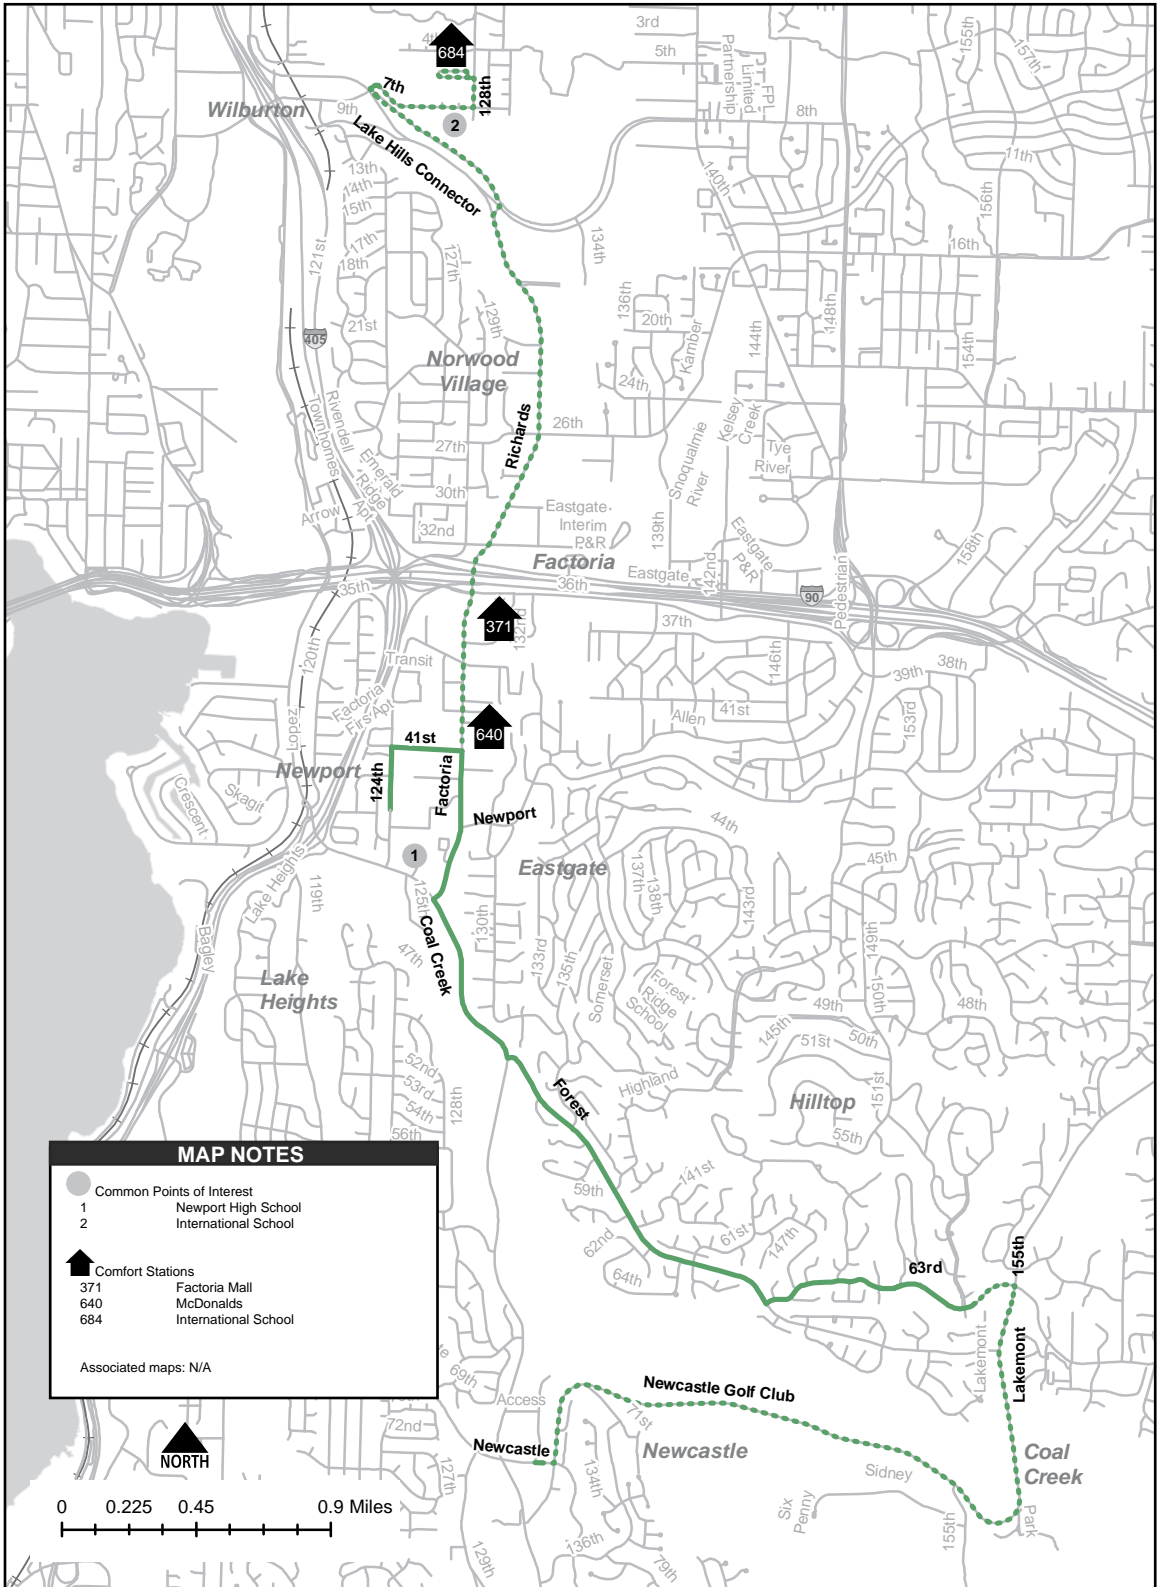 3rd
4th
684
5th
Partnership
Limited
FPL
155th
157th
7th
128th
Wilburton
9th
2
8th
Lake Hills Connector
11th
13th
14th
15th
140th
156th
17th
18th
127th
134th
16th
121st
129th
136th
20th
Kamber
144th
148th
154th
21st
405
Norwood
Village
24th
Rivendell
Townhomes
Richards
26th
Kelsey
Creek
27th
Emerald
Ridge
Apt
Snoqualmie
River
Tye
River
30th
Arrow
32nd
Eastgate
Interim
P&R
139th
Eastgate
P&R
158th
Factoria
35th
36th
Eastgate
142nd
90
Pedestrian
371
132nd
37th
120th
Transit
146th
38th
39th
Factoria
Firs Apt
Lopez
640
Allen
41st
153rd
41st
Newport
124th
Factoria
Crescent
Skagit
Newport
44th
1
Lake Heights
Eastgate
137th
138th
45th
119th
125th
130th
143rd
Bagley
Coal Creek
47th
133rd
135th
149th
Lake
Heights
Somerset
Forest
Ridge
School
150th
49th
48th
145th
51st
50th
52nd
53rd
54th
56th
128th
Forest
Highland
Hilltop
151st
55th
MAP NOTES
Common Points of Interest
1 Newport High School
2 International School
Comfort Stations
371 Factoria Mall
640 McDonalds
684 International School
Associated maps: N/A
59th
141st
62nd
61st
147th
64th
63rd
155th
Lakemont
Lakemont
69th
Access
Newcastle Golf Club
72nd
71st
Newcastle
Newcastle
Coal
Creek
NORTH
127th
134th
Sidney
Six
Penny
155th
Park
0 0.225 0.45 0.9 Miles
129th
136th
79th